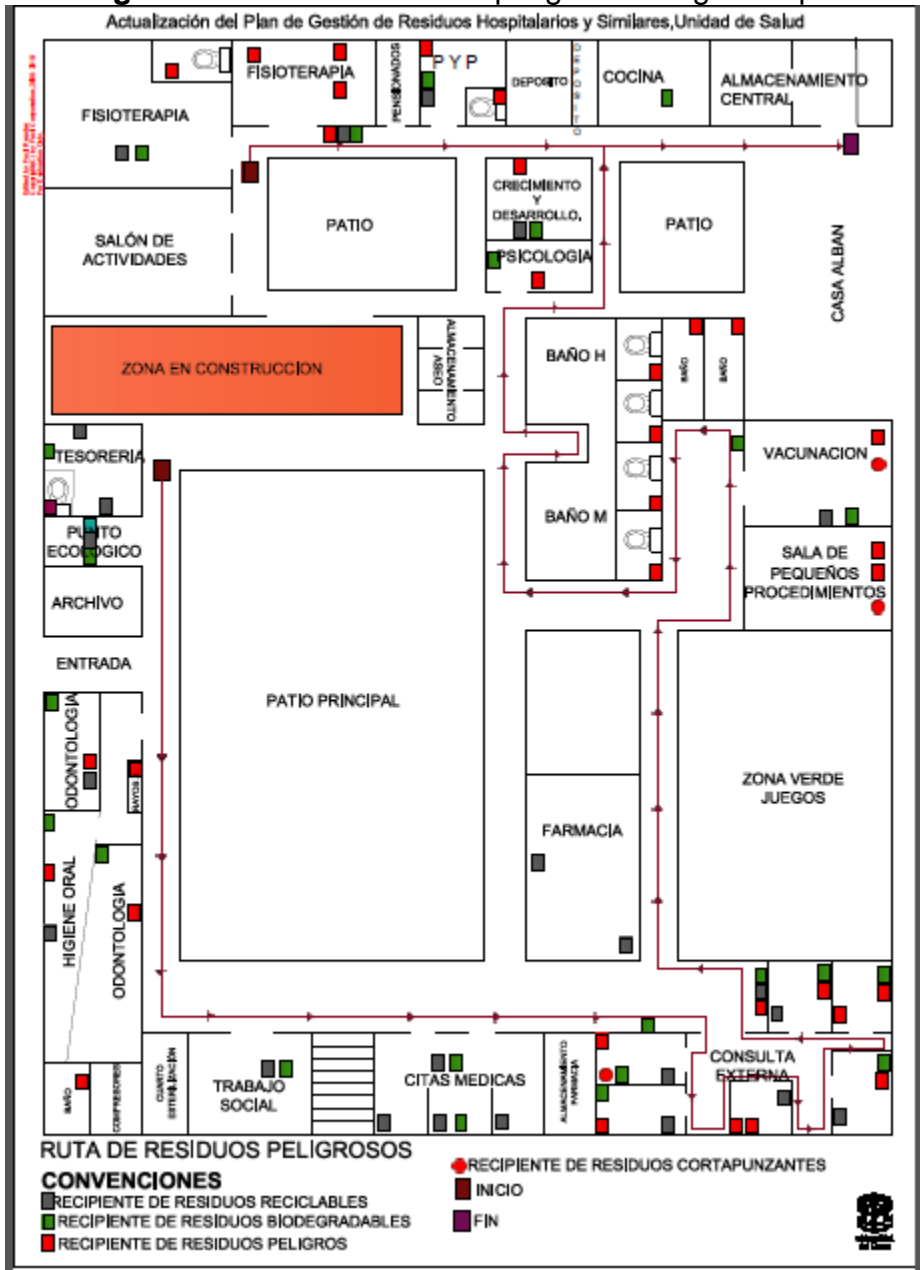 Actualización del Plan de Gestión de Residuos Hospitalarios y Similares,Unidad de Salud
FISIOTERAPIA
FISIOTERAPIA
PENSIONADOS
P Y P
DEPOSITO
DEPOSITO
COCINA
ALMACENAMIENTO
CENTRAL
SALÓN DE
ACTIVIDADES
PATIO
CRECIMIENTO
Y
DESARROLLO.
PSICOLOGIA
PATIO
CASA ALBAN
ZONA EN CONSTRUCCION
ALMACENAMIENTO
ASEO
BAÑO H
BAÑO
BAÑO
TESORERIA
VACUNACION
PUNTO
ECOLOGICO
BAÑO M
SALA DE
PEQUEÑOS
PROCEDIMIENTOS
ARCHIVO
ENTRADA
PATIO PRINCIPAL
ODONTOLOGIA
RAYOS
ZONA VERDE
JUEGOS
FARMACIA
HIGIENE ORAL
ODONTOLOGIA
BAÑO
COMPRESORES
CUARTO
ESTERILIZACIÓN
TRABAJO
SOCIAL
CITAS MEDICAS
ALMACENAMIENTO
FARMACIA
CONSULTA
EXTERNA
RUTA DE RESIDUOS PELIGROSOS
CONVENCIONES
RECIPIENTE DE RESIDUOS RECICLABLES
RECIPIENTE DE RESIDUOS BIODEGRADABLES
RECIPIENTE DE RESIDUOS PELIGROS
RECIPIENTE DE RESIDUOS CORTAPUNZANTES
INICIO
FIN